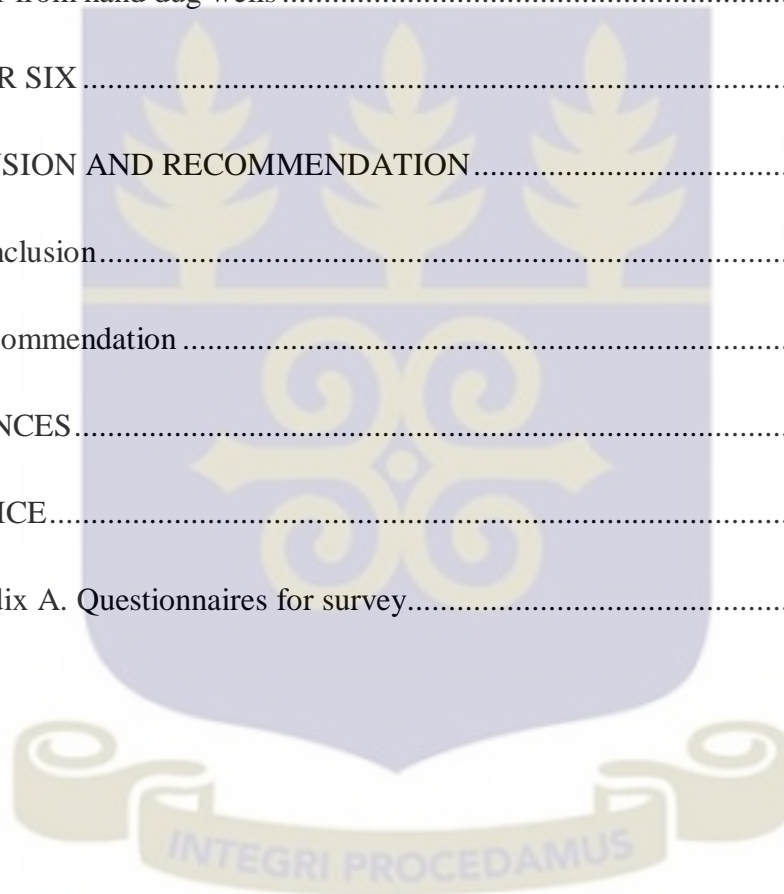 from hand dug wells........................................................
R SIX..................................................................................
USION AND RECOMMENDATION.......................................
nclusion................................................................................
commendation......................................................................
NCES...................................................................................
ICE......................................................................................
dix A. Questionnaires for survey...............................................
INTEGRI PROCEDAMUS